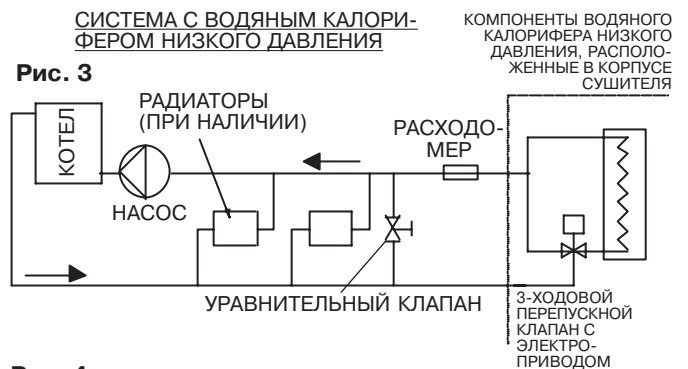 СИСТЕМА С ВОДЯНЫМ КАЛОРИ-
ФЕРОМ НИЗКОГО ДАВЛЕНИЯ
КОМПОНЕНТЫ ВОДЯНОГО
КАЛОРИФЕРА НИЗКОГО
ДАВЛЕНИЯ, РАСПОЛО-
ЖЕННЫЕ В КОРПУСЕ
СУШИТЕЛЯ
Рис. 3
РАДИАТОРЫ
(ПРИ НАЛИЧИИ)
РАСХОДО-
МЕР
КОТЕЛ
НАСОС
УРАВНИТЕЛЬНЫЙ КЛАПАН
3-ХОДОВОЙ
ПЕРЕПУСКНОЙ
КЛАПАН С
ЭЛЕКТРО-
ПРИВОДОМ